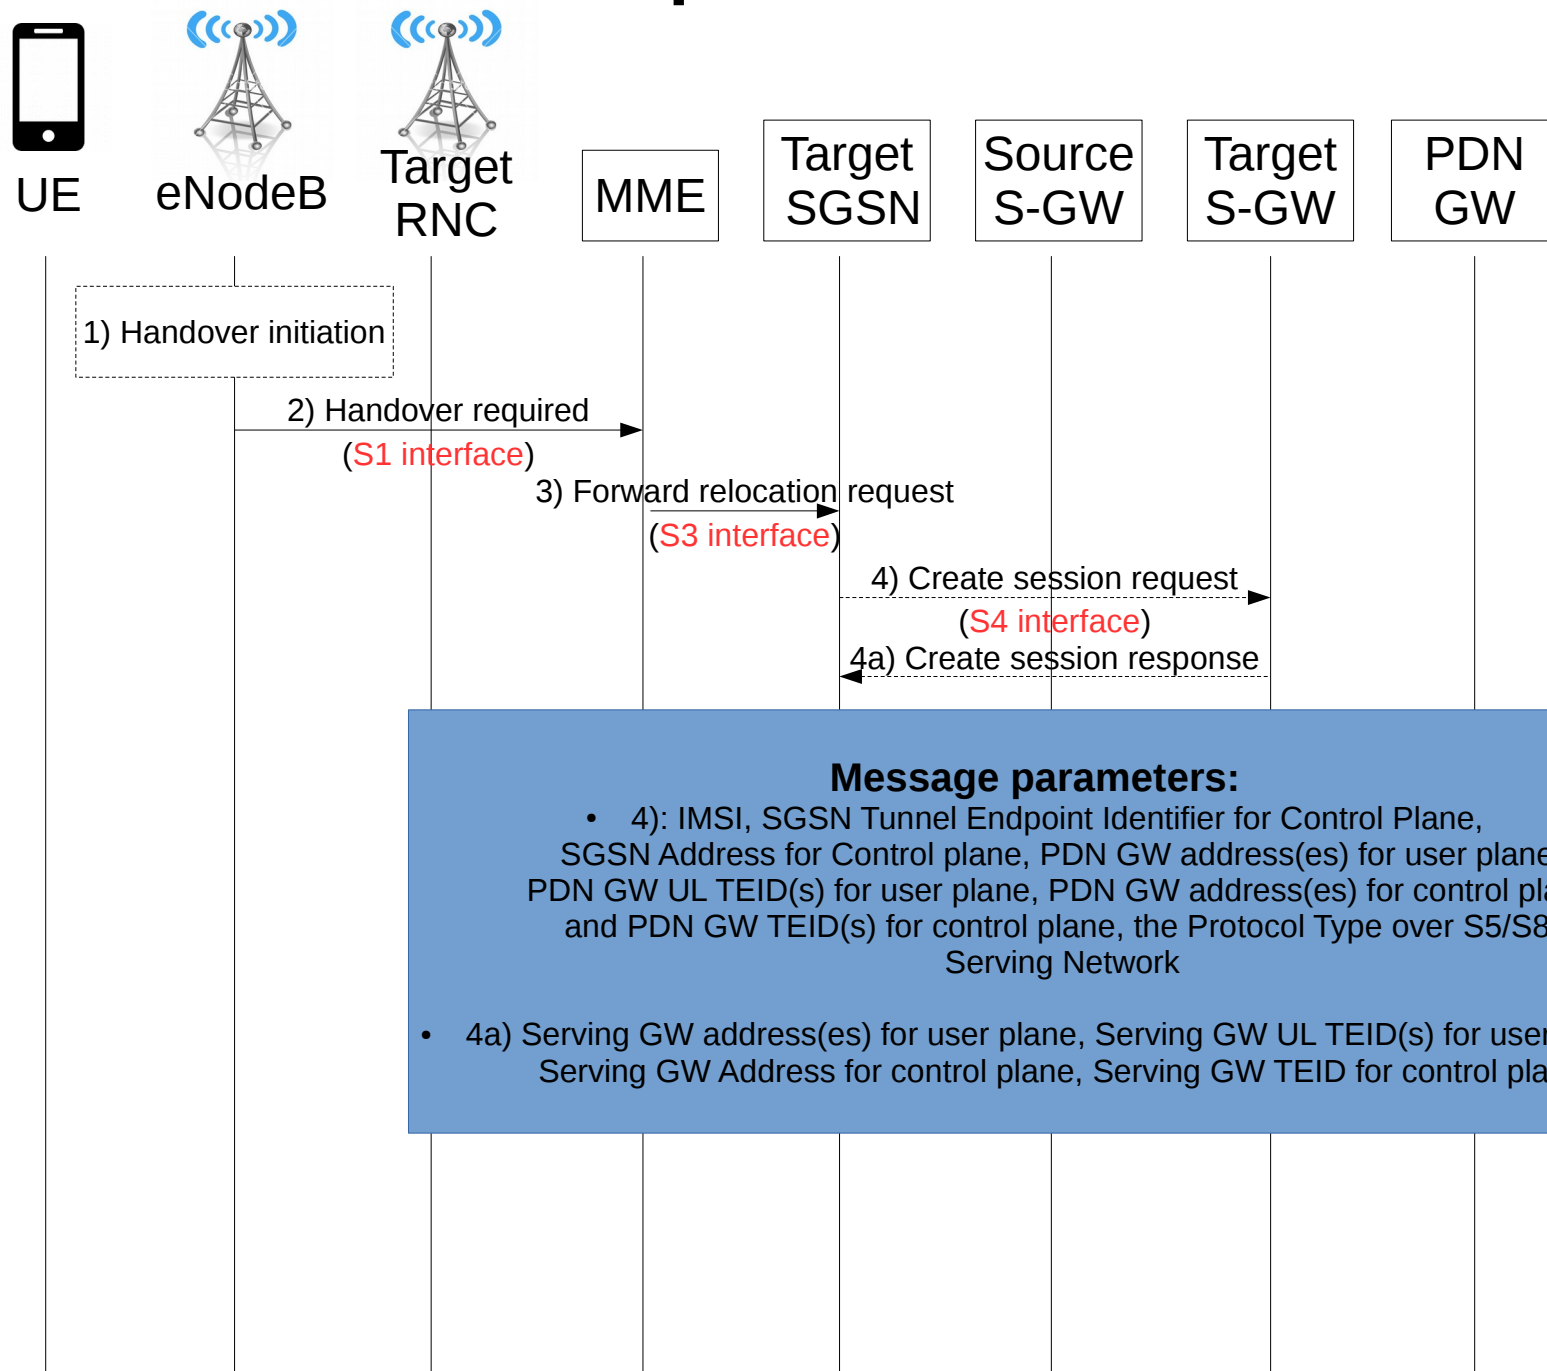 UE
eNodeB
Target
RNC
MME
Target
SGSN
Source
S-GW
Target
S-GW
PDN
GW
1) Handover initiation
2) Handover required
(S1 interface)
3) Forward relocation request
(S3 interface)
4) Create session request
(S4 interface)
4a) Create session response
Message parameters:
• 4): IMSI, SGSN Tunnel Endpoint Identifier for Control Plane,
SGSN Address for Control plane, PDN GW address(es) for user plane
PDN GW UL TEID(s) for user plane, PDN GW address(es) for control
and PDN GW TEID(s) for control plane, the Protocol Type over S5/S8
Serving Network
• 4a) Serving GW address(es) for user plane, Serving GW UL TEID(s) for user
Serving GW Address for control plane, Serving GW TEID for control